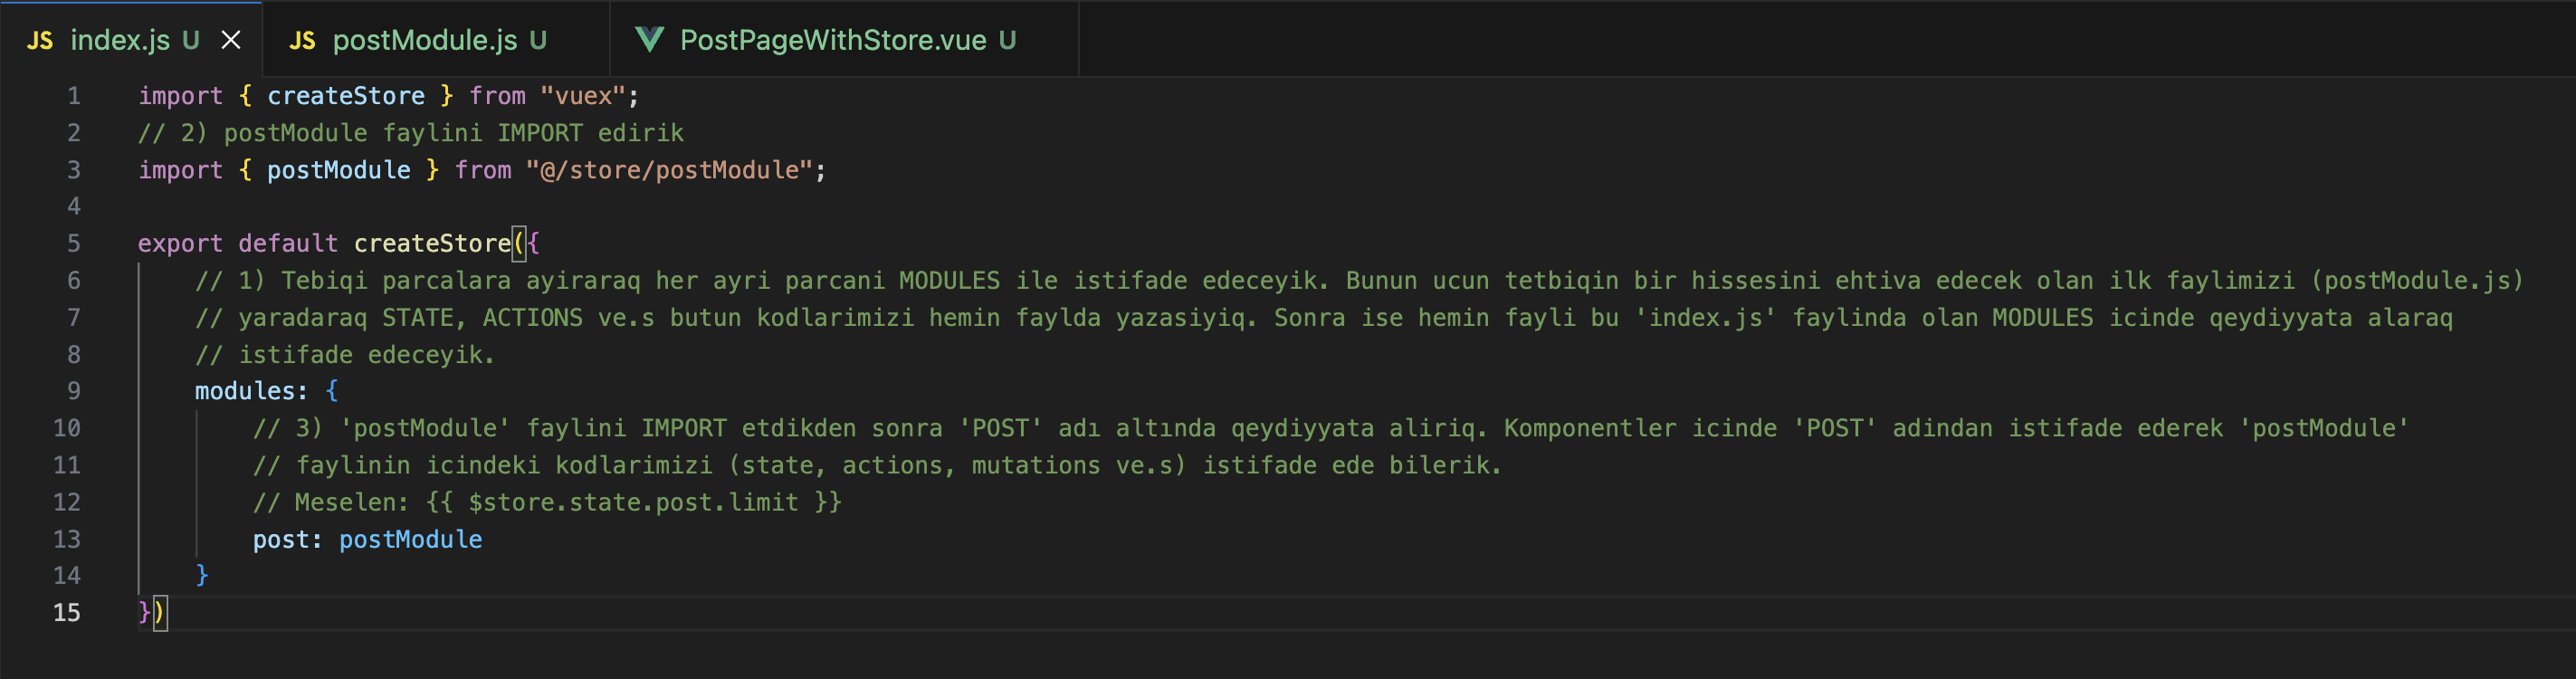 JS index.js U × JS postModule.js U PostPageWithStore.vue U
1 import { createStore } from "vuex";
2 // 2) postModule faylini IMPORT edirik
3 import { postModule } from "@/store/postModule";
4
5 export default createStore({
6 // 1) Tebiqi parcalara ayiraraq her ayri parcani MODULES ile istifade edeceyik. Bunun ucun tetbiqin bir hissesini ehtiva edecek olan ilk faylimizi (postModule.js)
7 // yaradaraq STATE, ACTIONS ve.s butun kodlarimizi hemin faylda yazasiyiq. Sonra ise hemin fayli bu 'index.js' faylinda olan MODULES icinde qeydiyyata alaraq
8 // istifade edeceyik.
9 modules: {
10 // 3) 'postModule' faylini IMPORT etdikden sonra 'POST' adı altında qeydiyyata aliriq. Komponentler icinde 'POST' adindan istifade ederek 'postModule'
11 // faylinin icindeki kodlarimizi (state, actions, mutations ve.s) istifade ede bilerik.
12 // Meselen: {{ $store.state.post.limit }}
13 post: postModule
14 }
15 })